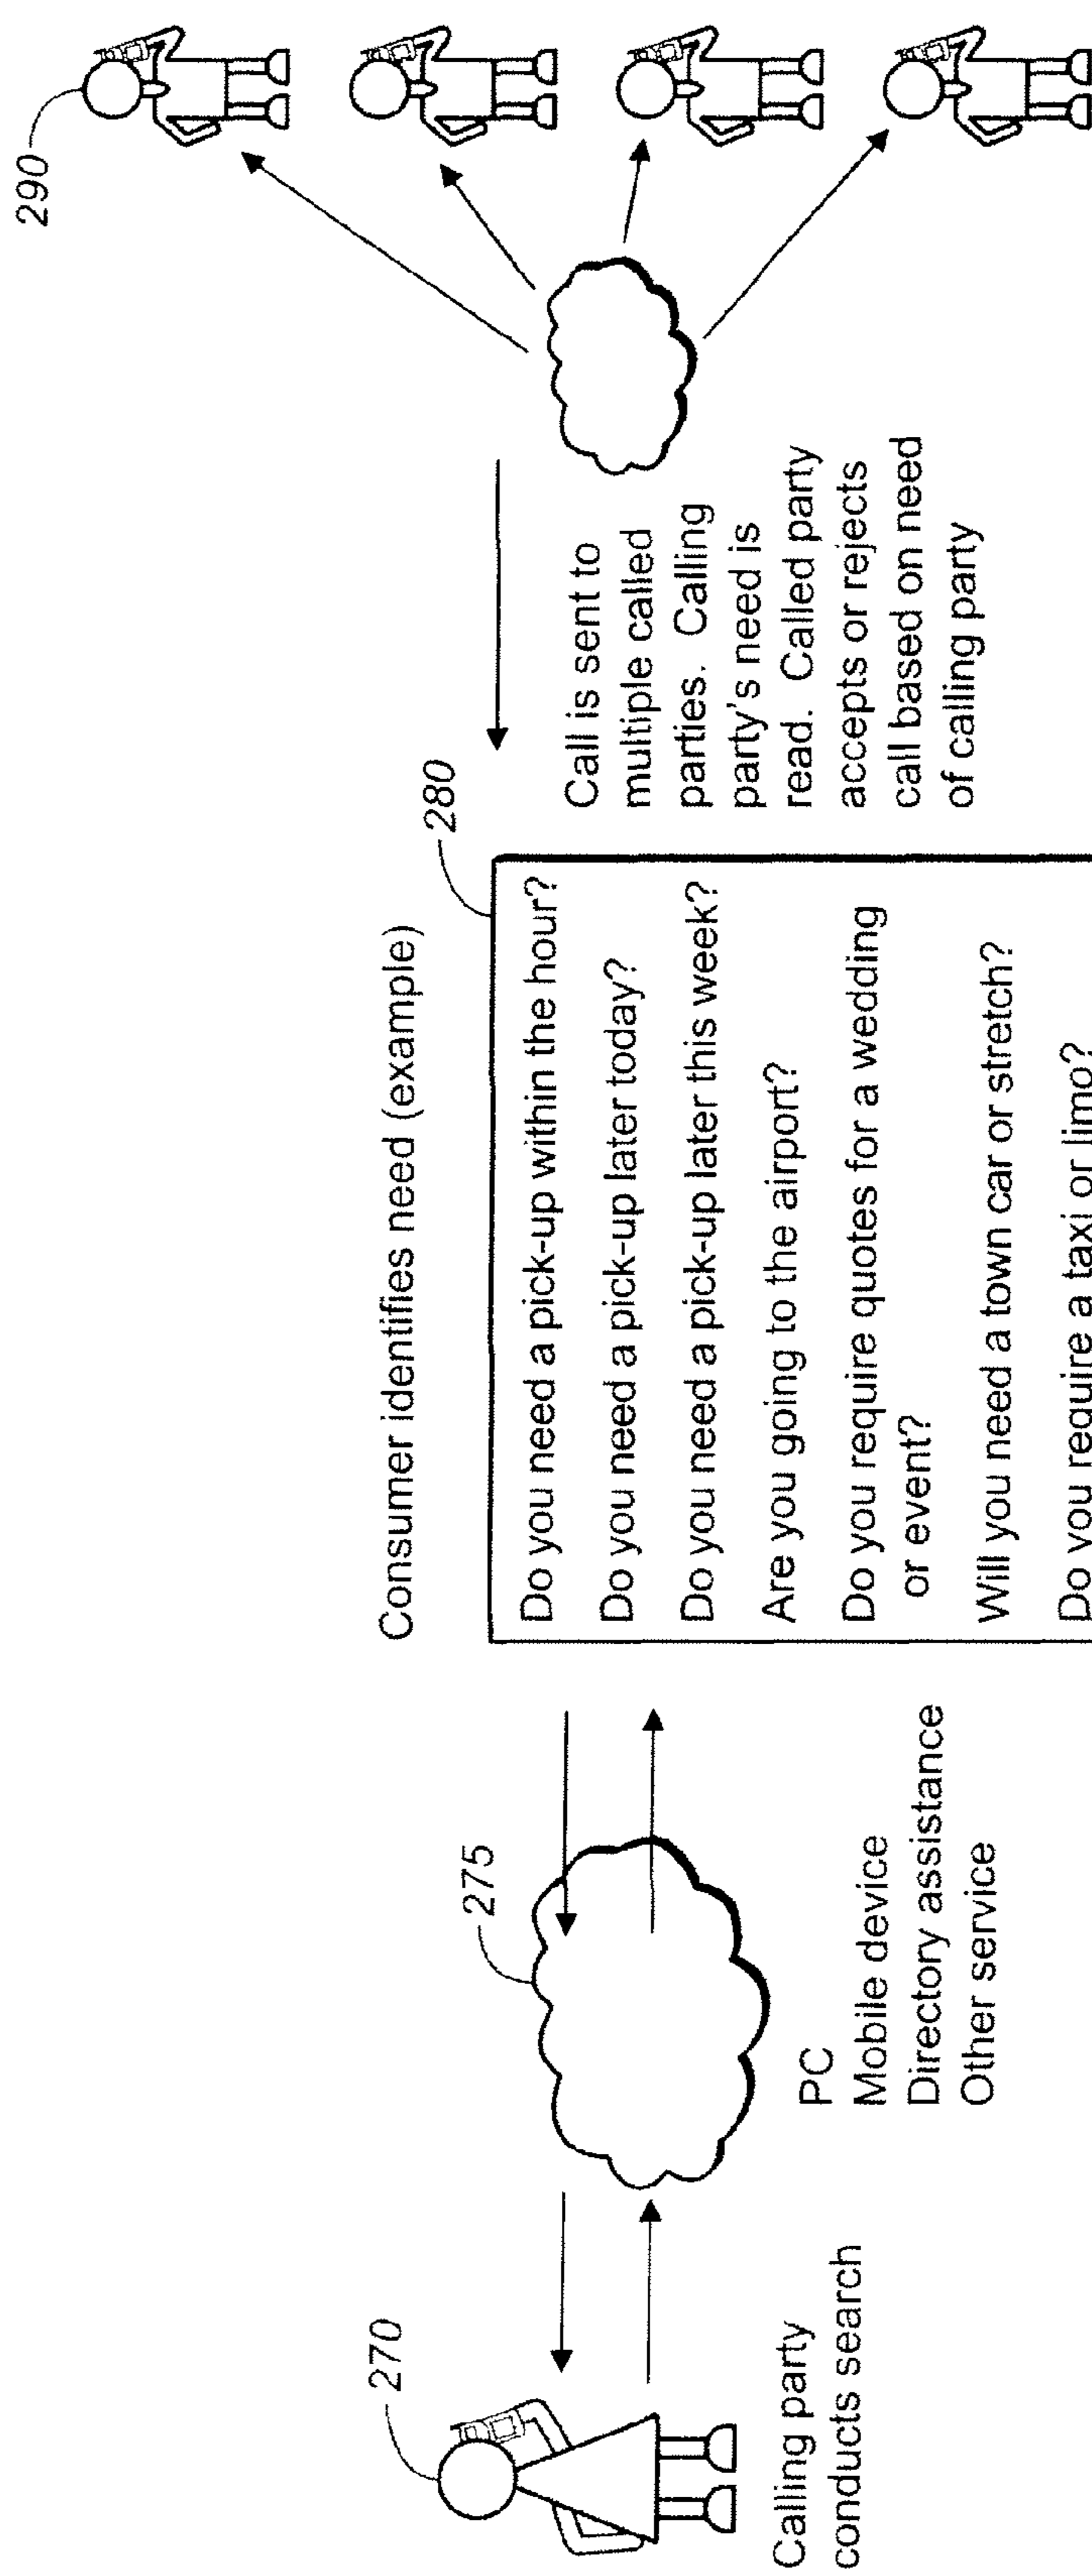 270
Calling party
conducts search
275
PC
Mobile device
Directory assistance
Other service
Consumer identifies need (example)
280
Do you need a pick-up within the hour?
Do you need a pick-up later today?
Do you need a pick-up later this week?
Are you going to the airport?
Do you require quotes for a wedding
or event?
Will you need a town car or stretch?
Do you require a taxi or limo?
Call is sent to
multiple called
parties. Calling
party's need is
read. Called party
accepts or rejects
call based on need
of calling party
290